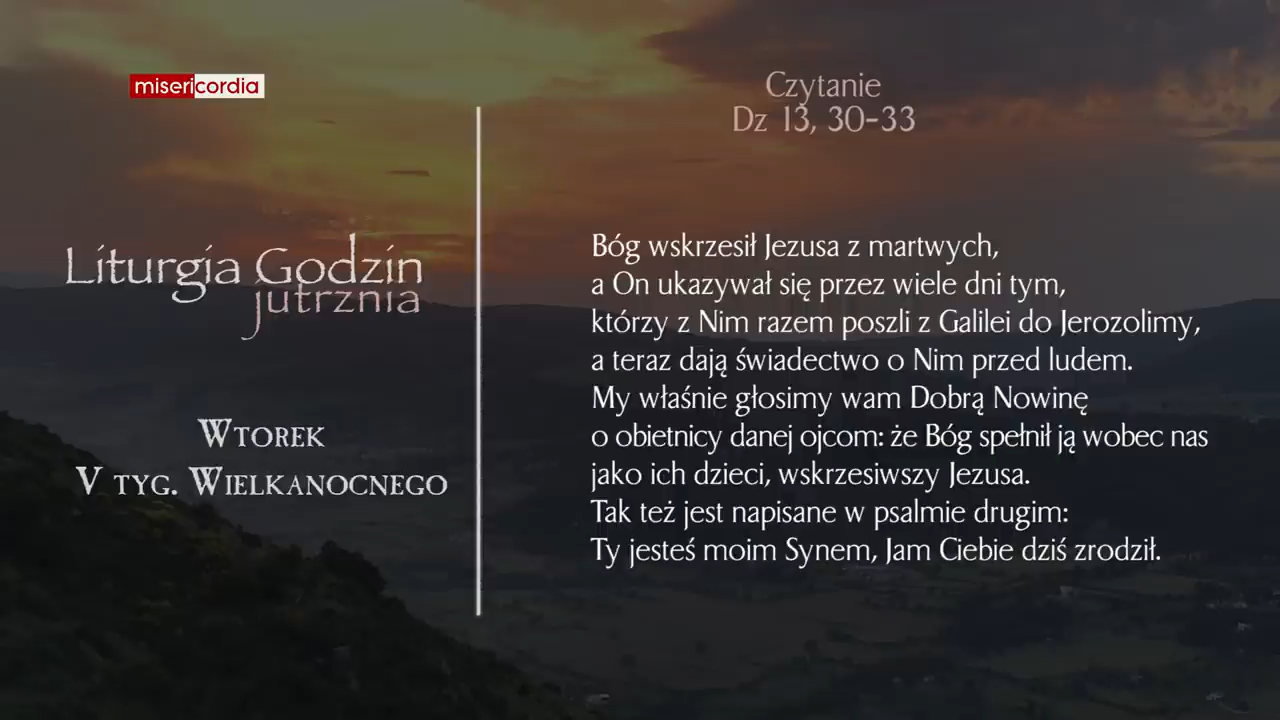 misericordia
Liturgia Godzin
jutrznia
Wtorek
V tyg. Wielkanocnego
Czytanie
Dz 13, 30-33
Bóg wskrzesił Jezusa z martwych,
a On ukazywał się przez wiele dni tym,
którzy z Nim razem poszli z Galilei do Jerozolimy,
a teraz dają świadectwo o Nim przed ludem.
My właśnie głosimy wam Dobrą Nowinę
o obietnicy danej ojcom: że Bóg spełnił ją wobec nas
jako ich dzieci, wskrzesiwszy Jezusa.
Tak też jest napisane w psalmie drugim:
Ty jesteś moim Synem, Jam Ciebie dziś zrodził.